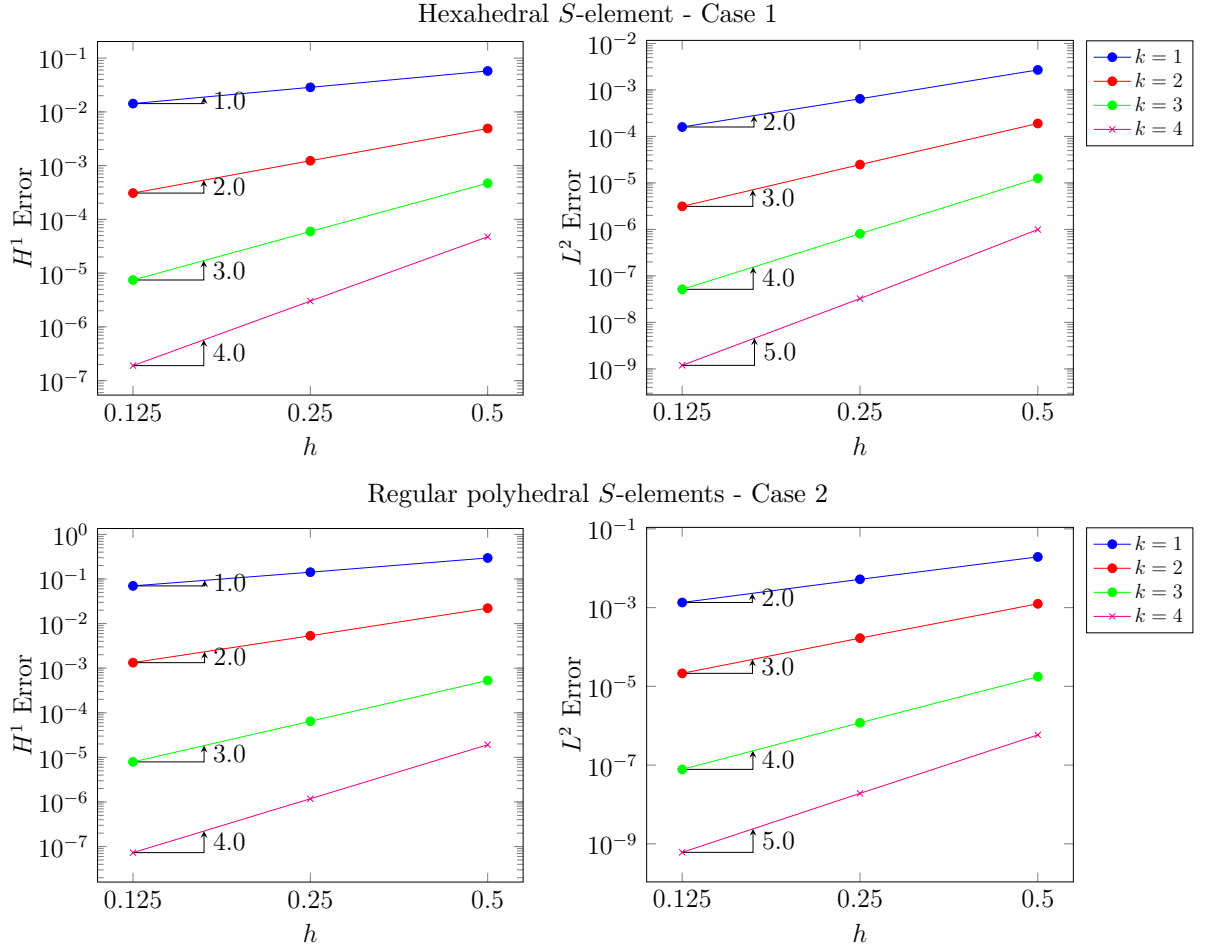 Hexahedral S-element - Case 1
H¹ Error
10⁻¹
10⁻²
10⁻³
10⁻⁴
10⁻⁵
10⁻⁶
10⁻⁷
1.0
2.0
3.0
4.0
0.125 0.25 0.5
h
L² Error
10⁻²
10⁻³
10⁻⁴
10⁻⁵
10⁻⁶
10⁻⁷
10⁻⁸
10⁻⁹
2.0
3.0
4.0
5.0
0.125 0.25 0.5
h
k = 1
k = 2
k = 3
k = 4
Regular polyhedral S-elements - Case 2
H¹ Error
10⁰
10⁻¹
10⁻²
10⁻³
10⁻⁴
10⁻⁵
10⁻⁶
10⁻⁷
1.0
2.0
3.0
4.0
0.125 0.25 0.5
h
L² Error
10⁻¹
10⁻³
10⁻⁵
10⁻⁷
10⁻⁹
2.0
3.0
4.0
5.0
0.125 0.25 0.5
h
k = 1
k = 2
k = 3
k = 4